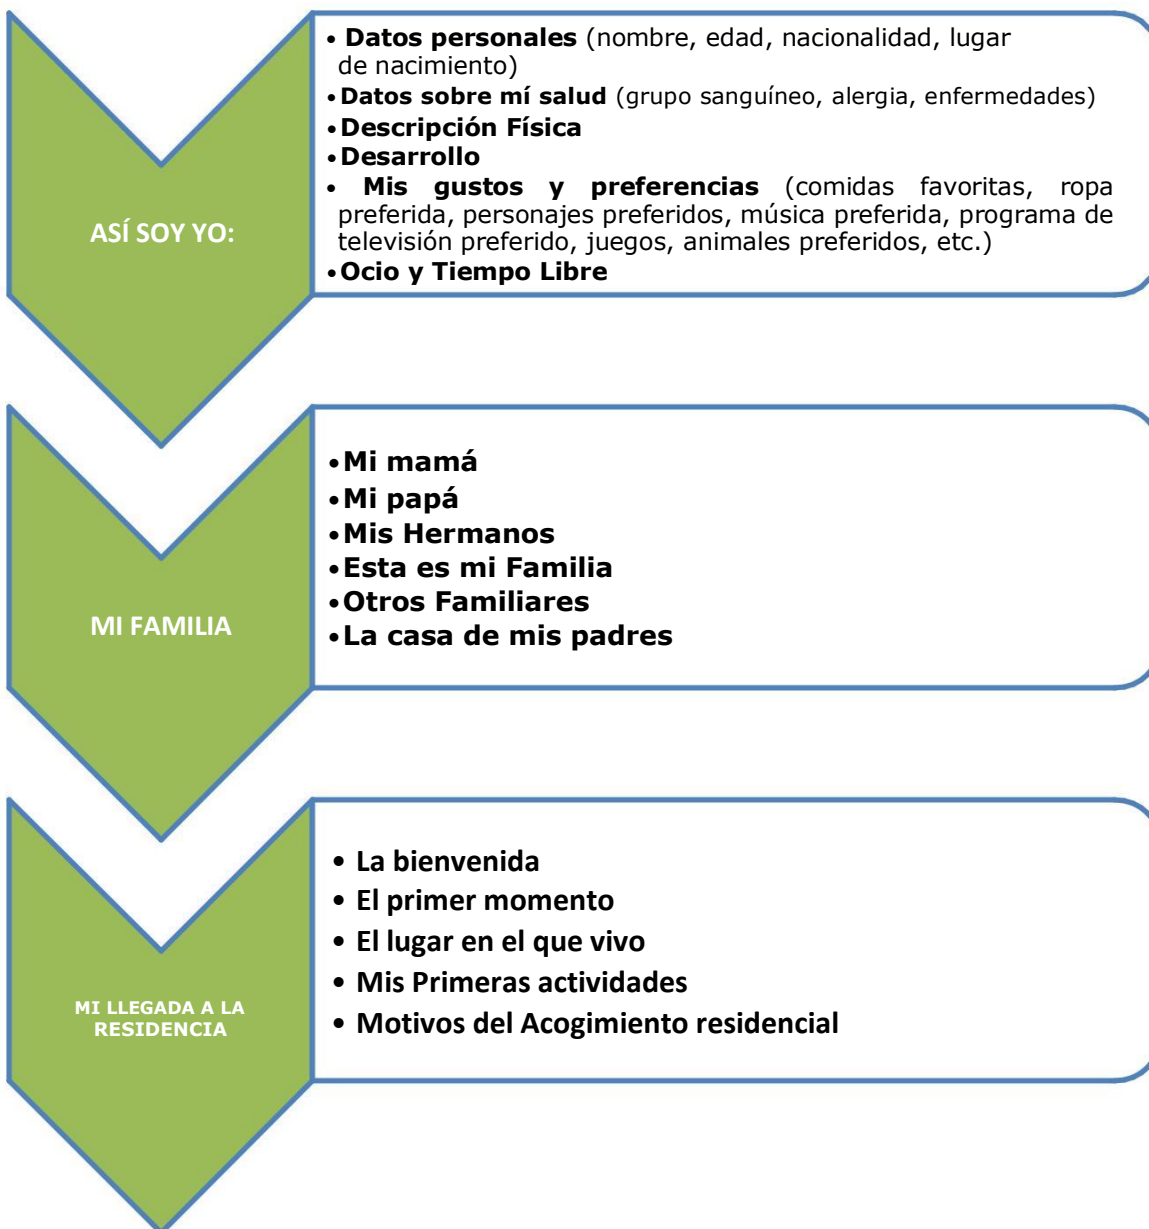 ASÍ SOY YO:
• Datos personales (nombre, edad, nacionalidad, lugar
de nacimiento)
• Datos sobre mí salud (grupo sanguíneo, alergia, enfermedades)
• Descripción Física
• Desarrollo
• Mis gustos y preferencias (comidas favoritas, ropa
preferida, personajes preferidos, música preferida, programa de
televisión preferido, juegos, animales preferidos, etc.)
• Ocio y Tiempo Libre
MI FAMILIA
• Mi mamá
• Mi papá
• Mis Hermanos
• Esta es mi Familia
• Otros Familiares
• La casa de mis padres
MI LLEGADA A LA
RESIDENCIA
• La bienvenida
• El primer momento
• El lugar en el que vivo
• Mis Primeras actividades
• Motivos del Acogimiento residencial